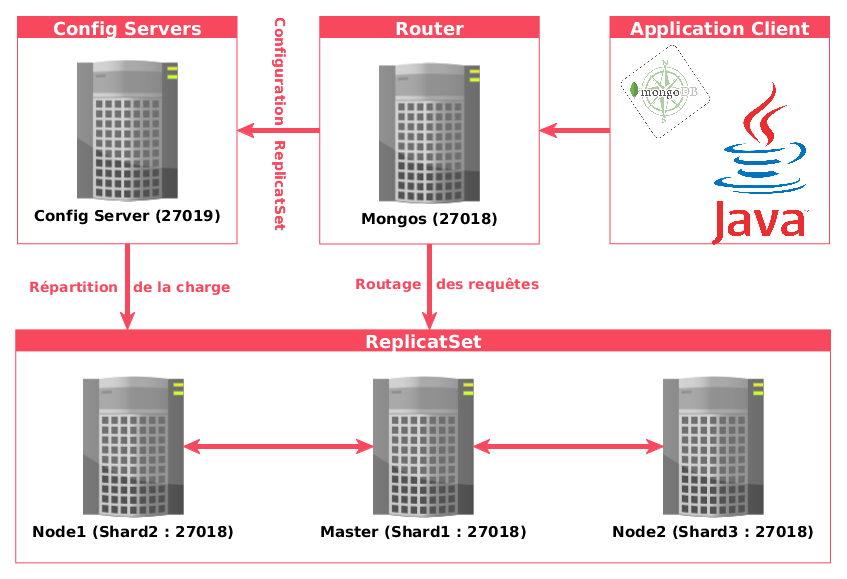 Config Servers
Router
Application Client
Configuration ReplicatSet
mongoDB
Java
Config Server (27019)
Mongos (27018)
Répartition de la charge
Routage des requêtes
ReplicatSet
Node1 (Shard2 : 27018)
Master (Shard1 : 27018)
Node2 (Shard3 : 27018)